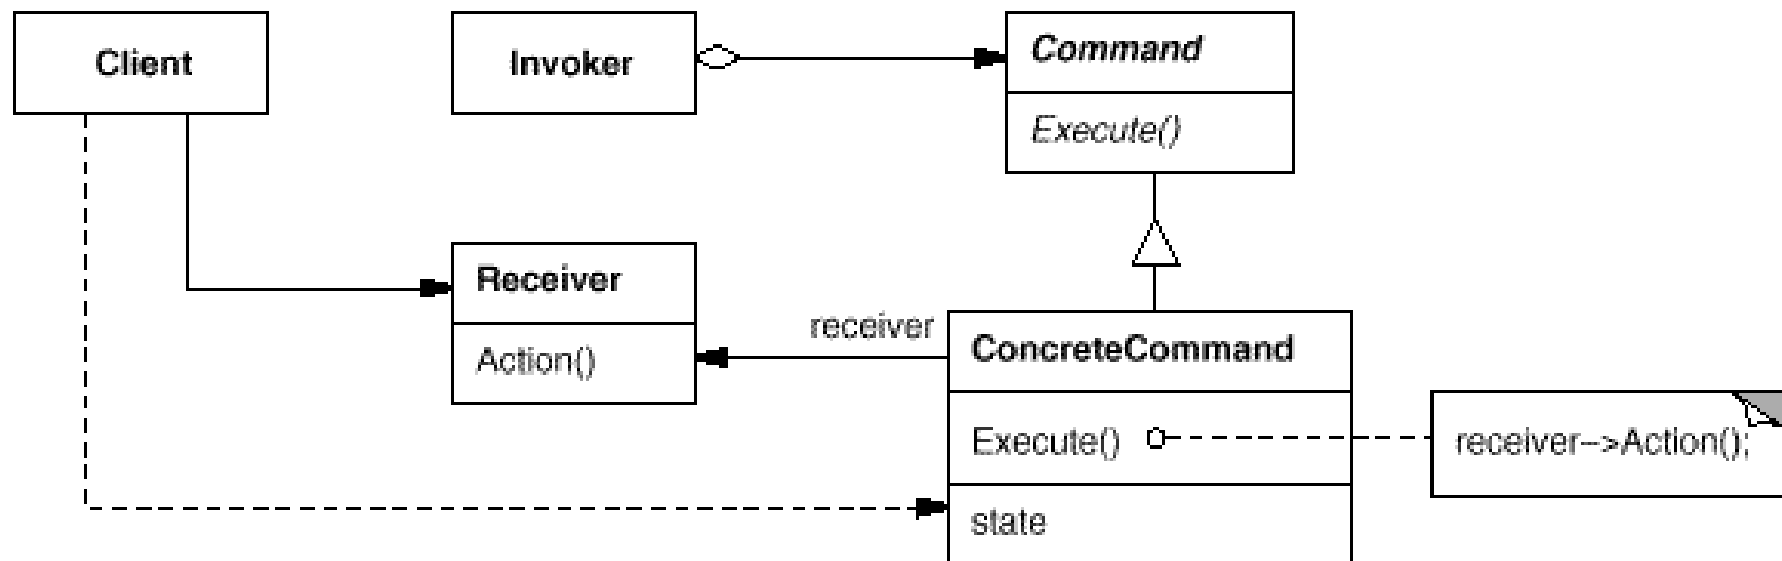 Client
Invoker
Command
Execute()
Receiver
Action()
receiver
ConcreteCommand
Execute()
receiver-->Action();
state